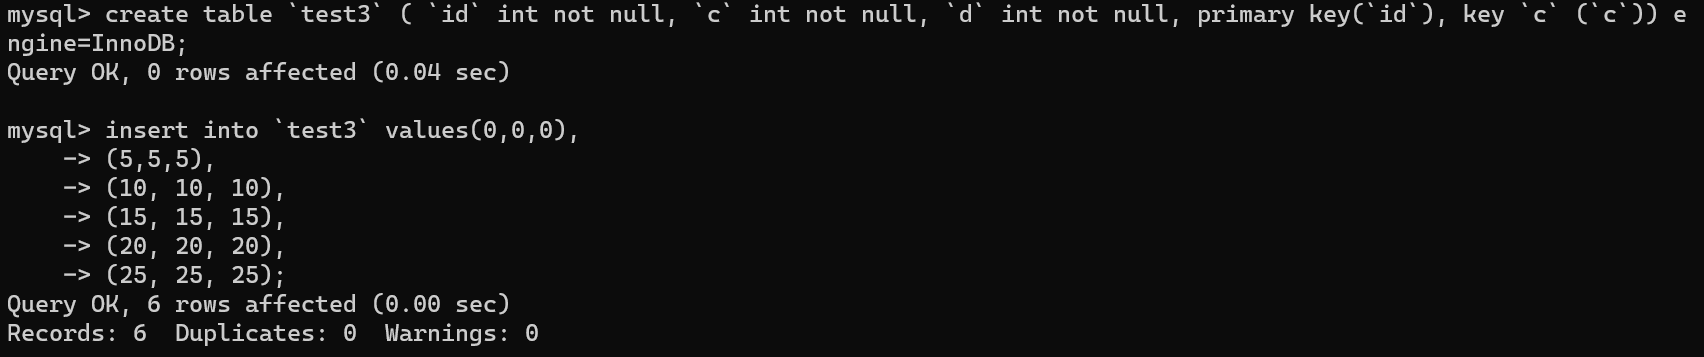 mysql> create table `test3` ( `id` int not null, `c` int not null, `d` int not null, primary key(`id`), key `c` (`c`)) e
ngine=InnoDB;
Query OK, 0 rows affected (0.04 sec)

mysql> insert into `test3` values(0,0,0),
    -> (5,5,5),
    -> (10, 10, 10),
    -> (15, 15, 15),
    -> (20, 20, 20),
    -> (25, 25, 25);
Query OK, 6 rows affected (0.00 sec)
Records: 6  Duplicates: 0  Warnings: 0